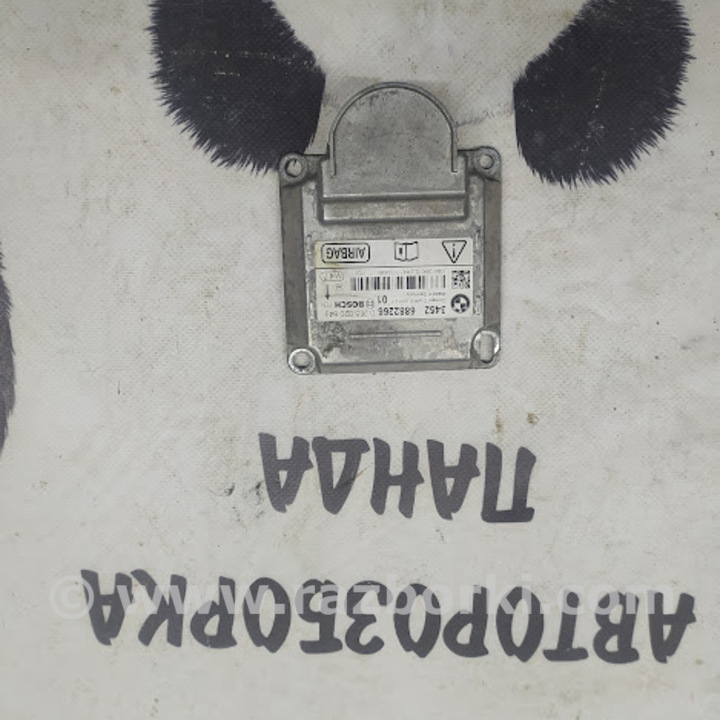 АВТОРОЗБОРКА
ПАНДА
3452 6882266
01
BOSCH
AIRBAG
© www.razborki.com